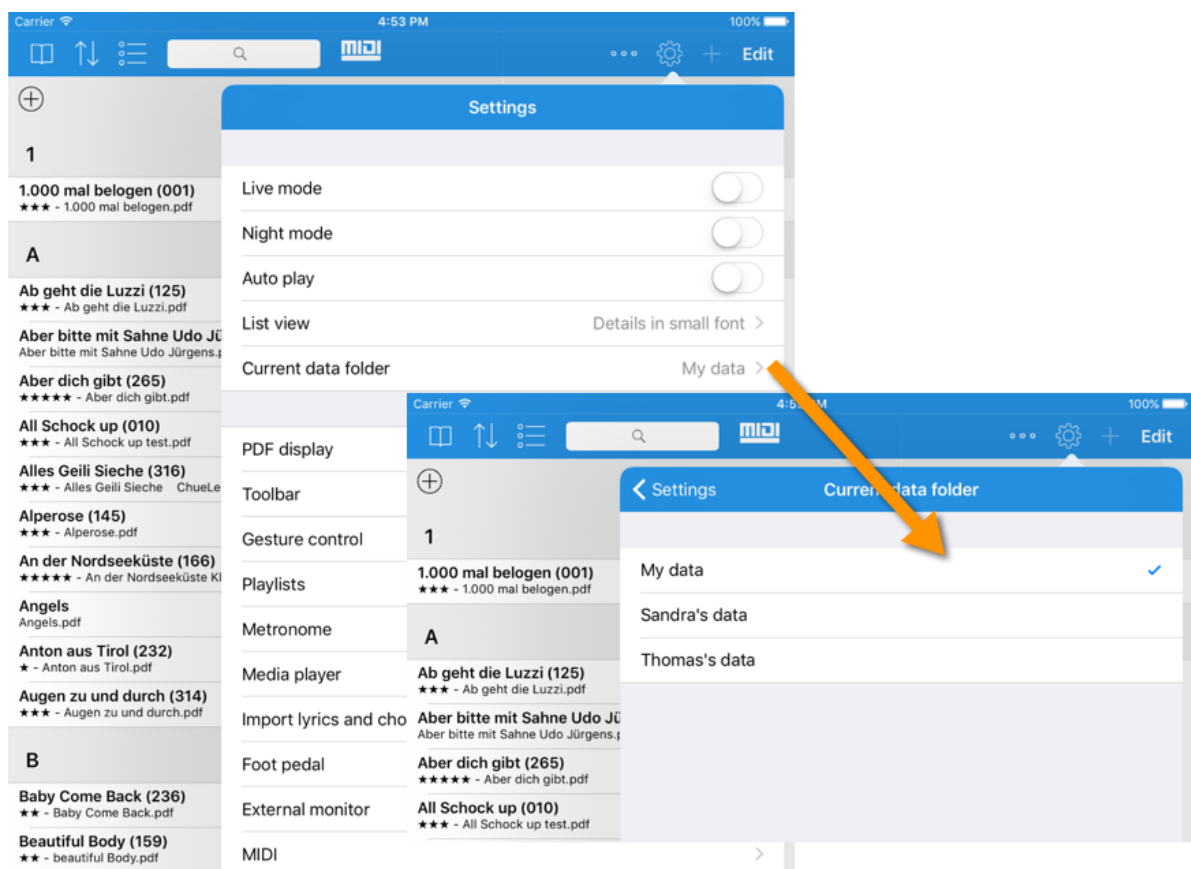 Carrier 4:53 PM 100%
MIDI Edit
Settings
1
1.000 mal belogen (001)
★★★ - 1.000 mal belogen.pdf
A
Ab geht die Luzzi (125)
★★★ - Ab geht die Luzzi.pdf
Aber bitte mit Sahne Udo Jü
Aber bitte mit Sahne Udo Jürgens.p
Aber dich gibt (265)
★★★★★ - Aber dich gibt.pdf
All Schock up (010)
★★★ - All Schock up test.pdf
Alles Geili Sieche (316)
★★★ - Alles Geili Sieche ChueLe
Alperose (145)
★★★ - Alperose.pdf
An der Nordseeküste (166)
★★★★★ - An der Nordseeküste Kl
Angels
Angels.pdf
Anton aus Tirol (232)
★ - Anton aus Tirol.pdf
Augen zu und durch (314)
★★★ - Augen zu und durch.pdf
B
Baby Come Back (236)
★★ - Baby Come Back.pdf
Beautiful Body (159)
★★ - beautiful Body.pdf
Live mode
Night mode
Auto play
List view Details in small font >
Current data folder My data >
PDF display
Toolbar
Gesture control
Playlists
Metronome
Media player
Import lyrics and cho
Foot pedal
External monitor
MIDI >
Carrier 4:53 PM 100%
MIDI Edit
Settings Current data folder
1
1.000 mal belogen (001)
★★★ - 1.000 mal belogen.pdf
A
Ab geht die Luzzi (125)
★★★ - Ab geht die Luzzi.pdf
Aber bitte mit Sahne Udo Jü
Aber bitte mit Sahne Udo Jürgens.p
Aber dich gibt (265)
★★★★★ - Aber dich gibt.pdf
All Schock up (010)
★★★ - All Schock up test.pdf
My data
Sandra's data
Thomas's data